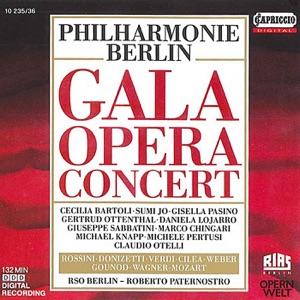 10 235/36
CAPRICCIO
DIGITAL
PHILHARMONIE
BERLIN
GALA
OPERA
CONCERT
CECILIA BARTOLI · SUMI JO · GISELLA PASINO
GERTRUD OTTENTHAL · DANIELA LOJARRO
GIUSEPPE SABBATINI · MARCO CHINGARI
MICHAEL KNAPP · MICHELE PERTUSI
CLAUDIO OTELLI
ROSSINI · DONIZETTI · VERDI · CILEA · WEBER
GOUNOD · WAGNER · MOZART
RSO BERLIN – ROBERTO PATERNOSTRO
132 MIN
DDD
DIGITAL
RECORDING
RIAS
BERLIN
OPERN
WELT